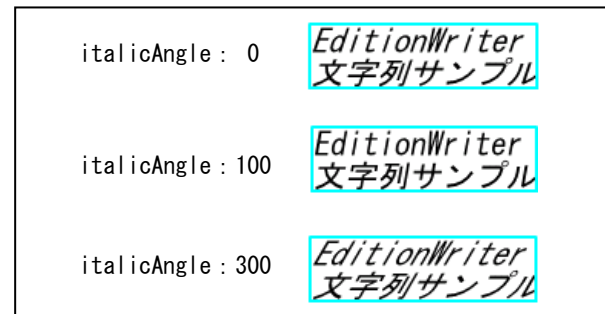 italicAngle： 0
EditionWriter
文字列サンプル
italicAngle：100
EditionWriter
文字列サンプル
italicAngle：300
EditionWriter
文字列サンプル